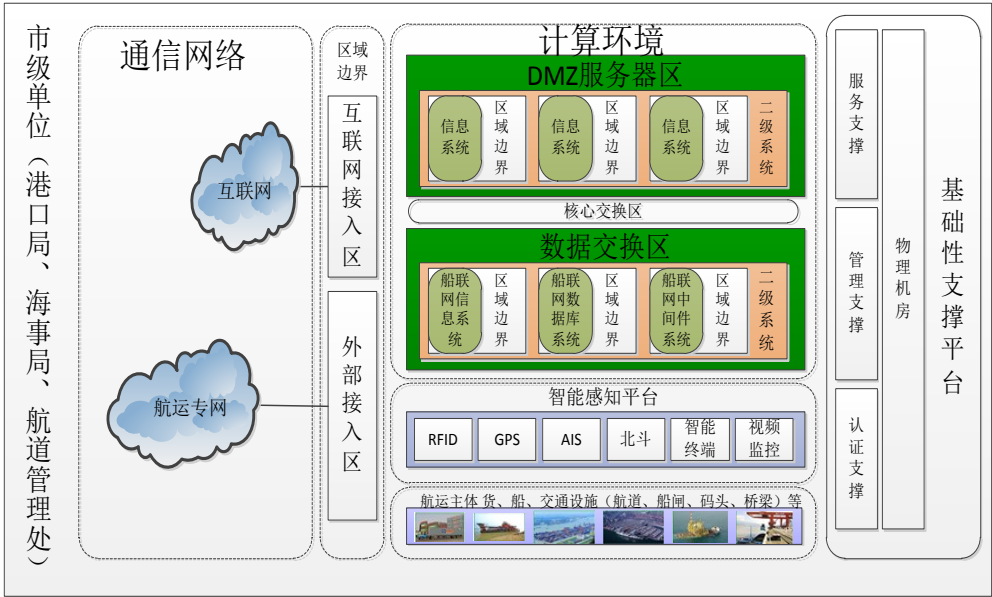 市级单位（港口局、海事局、航道管理处）
通信网络
互联网
航运专网
区域
边界
互联网接入区
外部接入区
计算环境
DMZ服务器区
信息
系统
区域边界
信息
系统
区域边界
信息
系统
区域边界
二级系统
核心交换区
数据交换区
船联
网信
息系
统
区域边界
船联
网数
据库
系统
区域边界
船联
网中
间件
系统
区域边界
二级系统
智能感知平台
RFID
GPS
AIS
北斗
智能
终端
视频
监控
航运主体 货、船、交通设施（航道、船闸、码头、桥梁）等
服务支撑
管理支撑
认证支撑
物理机房
基础性支撑平台